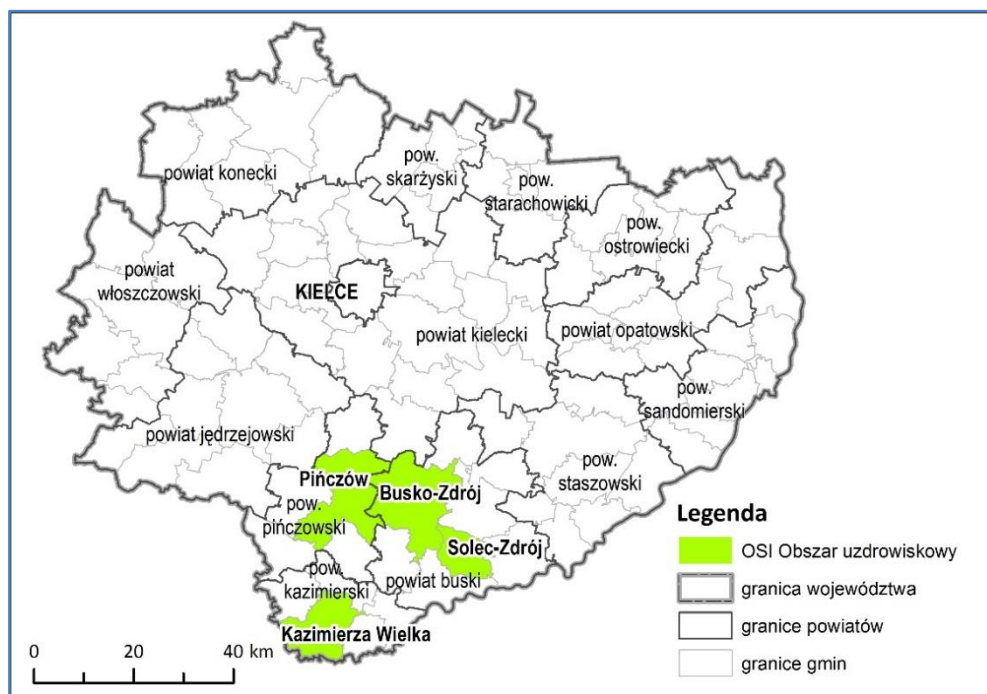 powiat konecki
pow.
skarżyski
pow.
starachowicki
pow.
ostrowiecki
powiat
włoszczowski
KIELCE
powiat kielecki
powiat opatowski
pow.
sandomierski
powiat jędrzejowski
pow.
staszowski
Pińczów
Busko-Zdrój
pow.
pińczowski
Solec-Zdrój
pow.
kazimierski
powiat buski
Kazimierza Wielka
0 20 40 km
Legenda
OSI Obszar uzdrowiskowy
granica województwa
granice powiatów
granice gmin